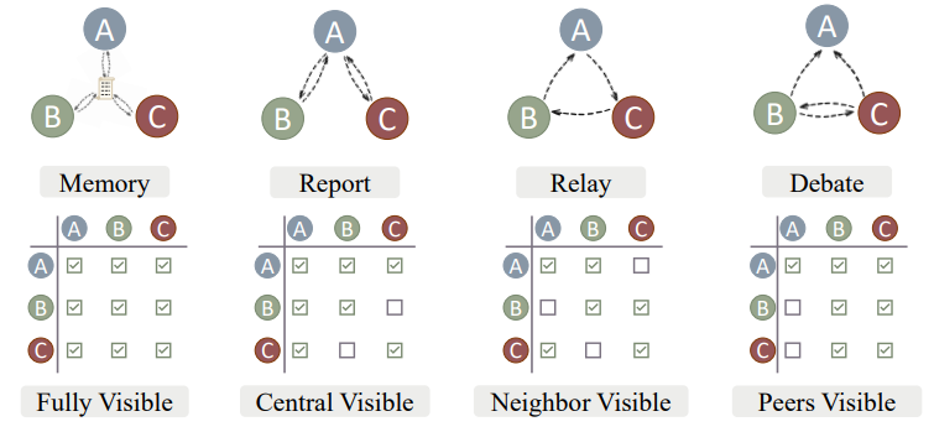 A
B C
Memory
A B C
A
B
C
Fully Visible
A
B C
Report
A B C
A
B
C
Central Visible
A
B C
Relay
A B C
A
B
C
Neighbor Visible
A
B C
Debate
A B C
A
B
C
Peers Visible